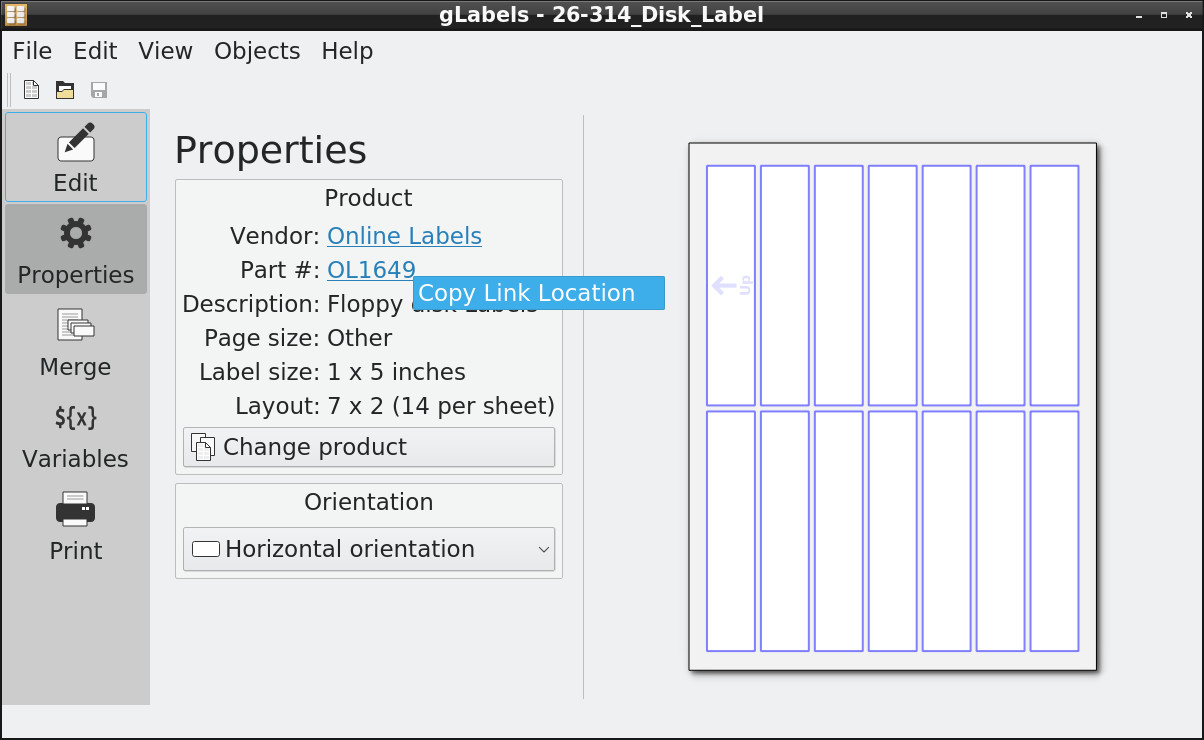 gLabels - 26-314_Disk_Label
File Edit View Objects Help
Edit
Properties
Merge
${x}
Variables
Print
Properties
Product
Vendor: Online Labels
Part #: OL1649
Copy Link Location
Description: Floppy disk Labels
Page size: Other
Label size: 1 x 5 inches
Layout: 7 x 2 (14 per sheet)
Change product
Orientation
Horizontal orientation
Up